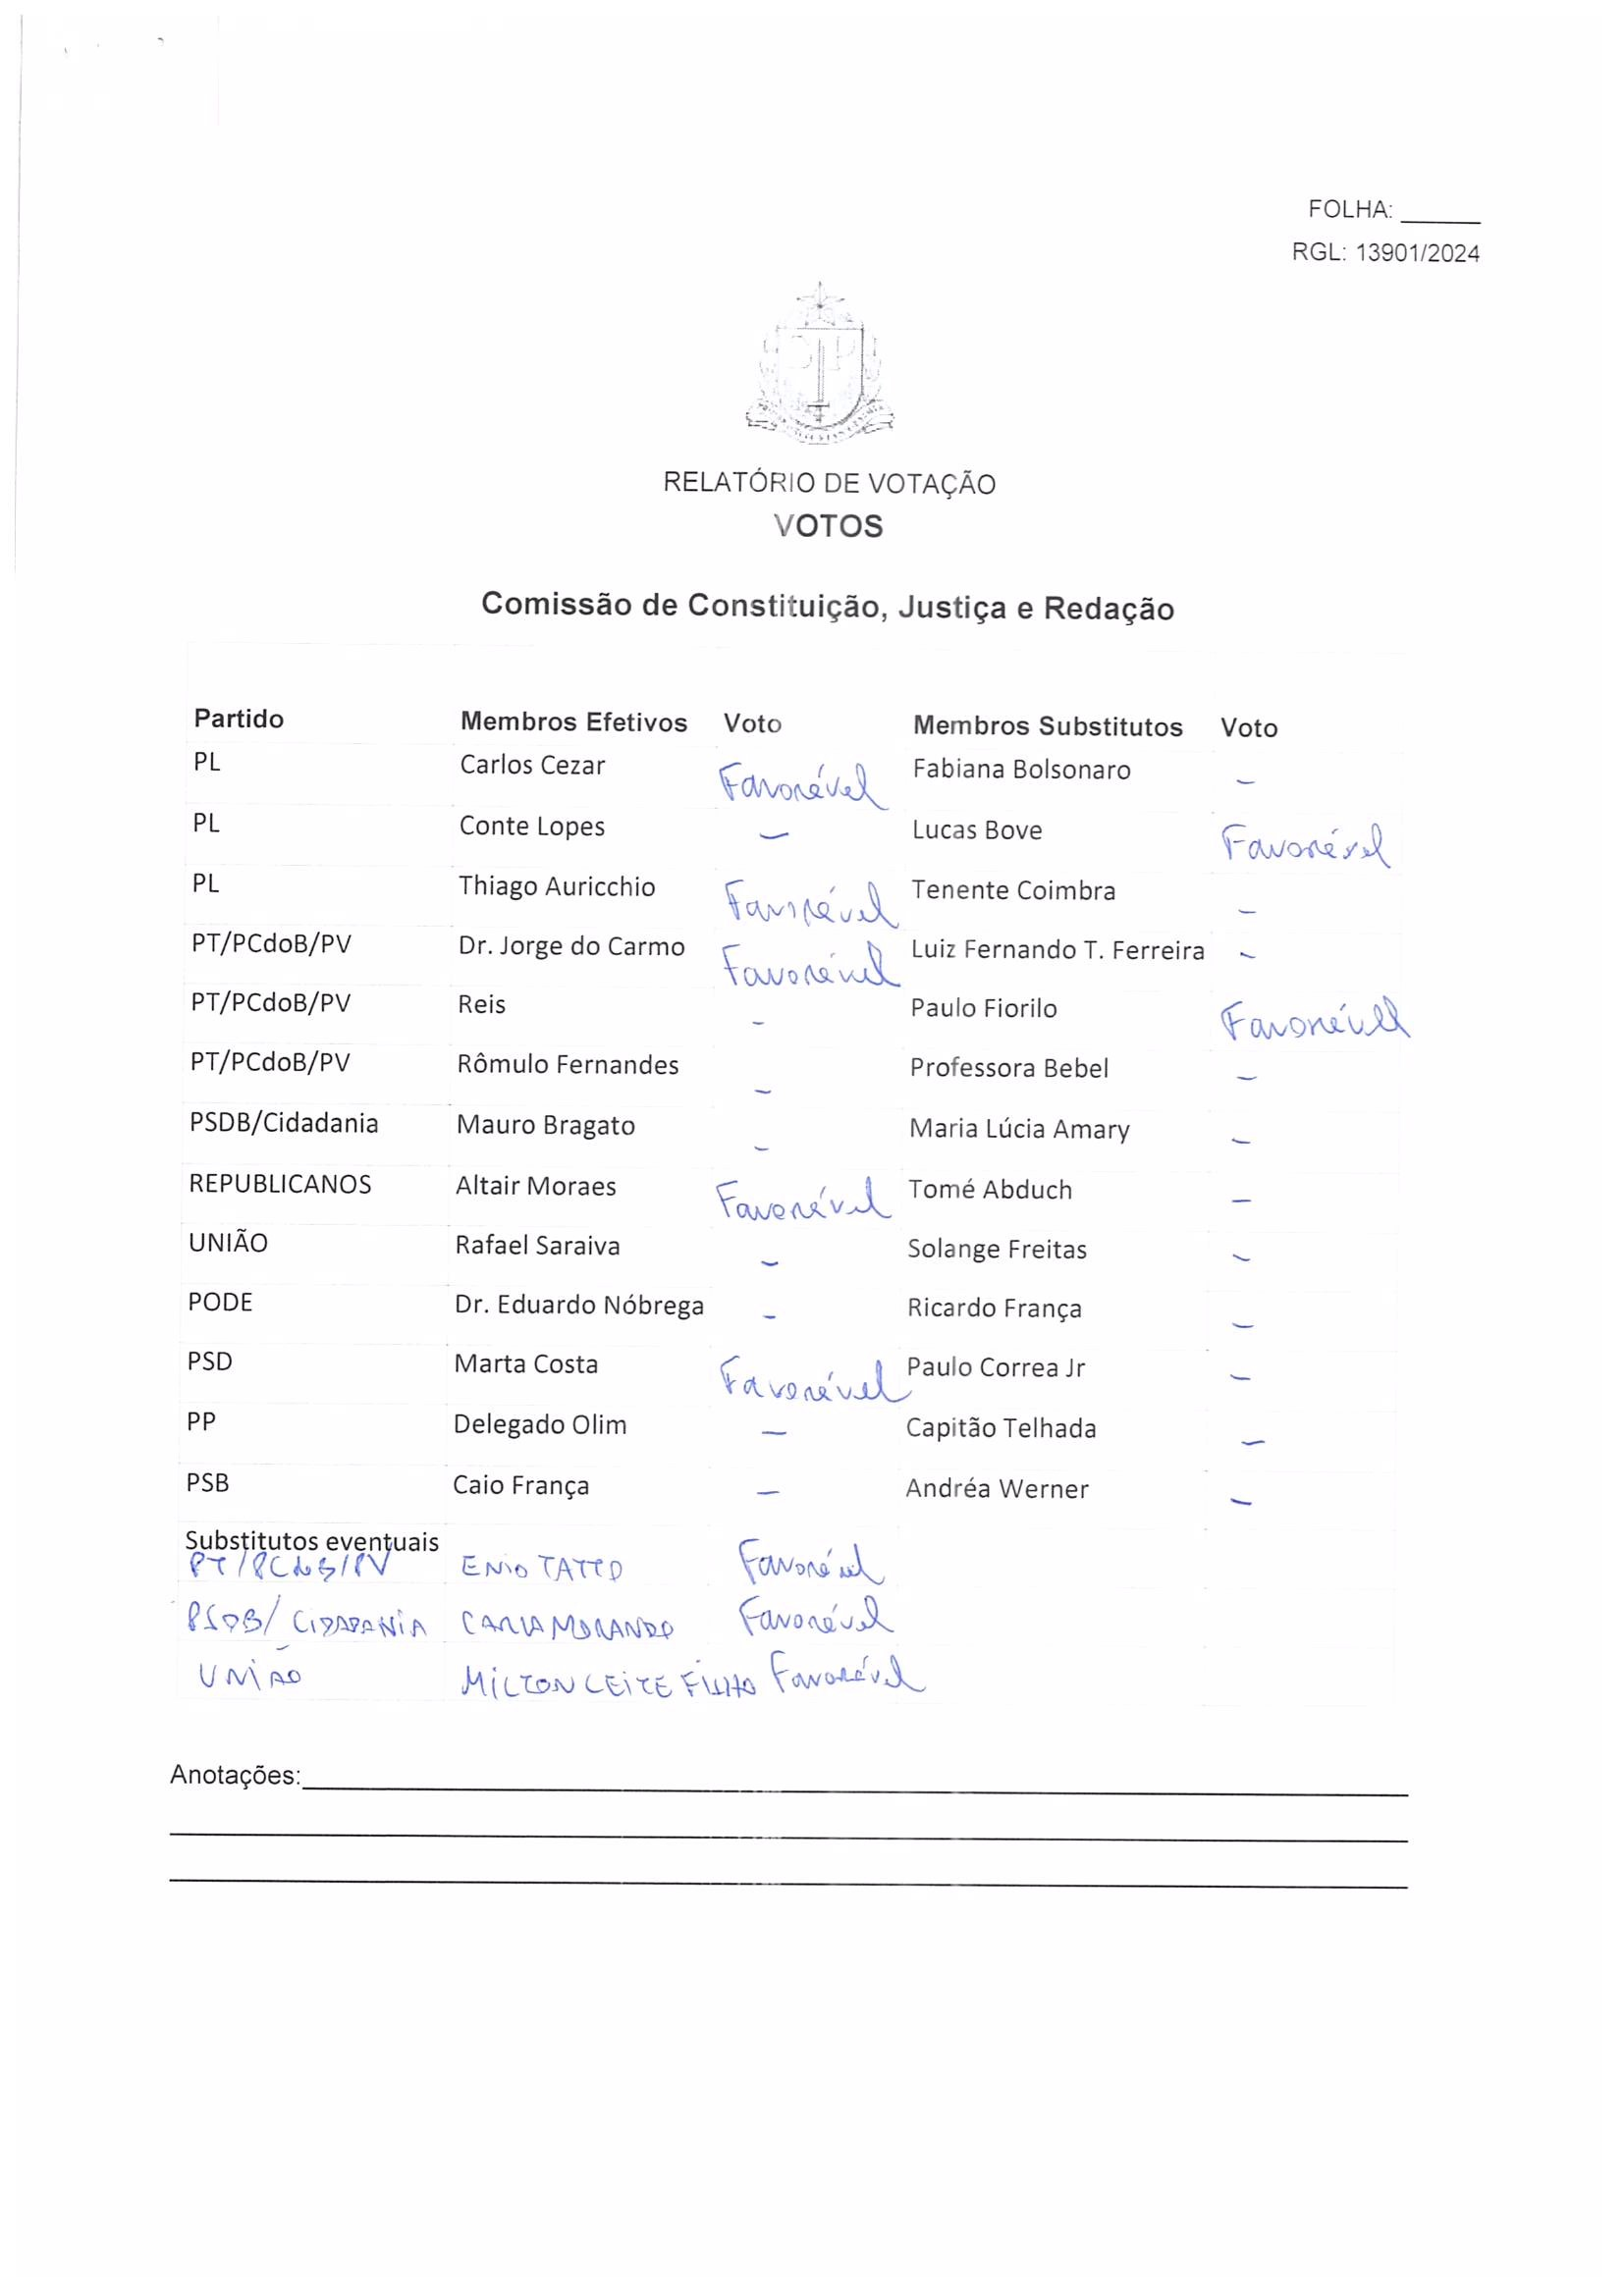 FOLHA: ______
RGL: 13901/2024
RELATÓRIO DE VOTAÇÃO
VOTOS
Comissão de Constituição, Justiça e Redação
Partido Membros Efetivos Voto Membros Substitutos Voto
PL Carlos Cezar Favorável Fabiana Bolsonaro –
PL Conte Lopes – Lucas Bove Favorável
PL Thiago Auricchio Favorável Tenente Coimbra –
PT/PCdoB/PV Dr. Jorge do Carmo Favorável Luiz Fernando T. Ferreira –
PT/PCdoB/PV Reis – Paulo Fiorilo Favorável
PT/PCdoB/PV Rômulo Fernandes – Professora Bebel –
PSDB/Cidadania Mauro Bragato – Maria Lúcia Amary –
REPUBLICANOS Altair Moraes Favorável Tomé Abduch –
UNIÃO Rafael Saraiva – Solange Freitas –
PODE Dr. Eduardo Nóbrega – Ricardo França –
PSD Marta Costa Favorável Paulo Correa Jr –
PP Delegado Olim – Capitão Telhada –
PSB Caio França – Andréa Werner –
Substitutos eventuais
PT/PCdoB/PV ENIO TATTO Favorável
PSDB/CIDADANIA CARLA MORANDO Favorável
UNIÃO MILTON LEITE FILHO Favorável
Anotações: